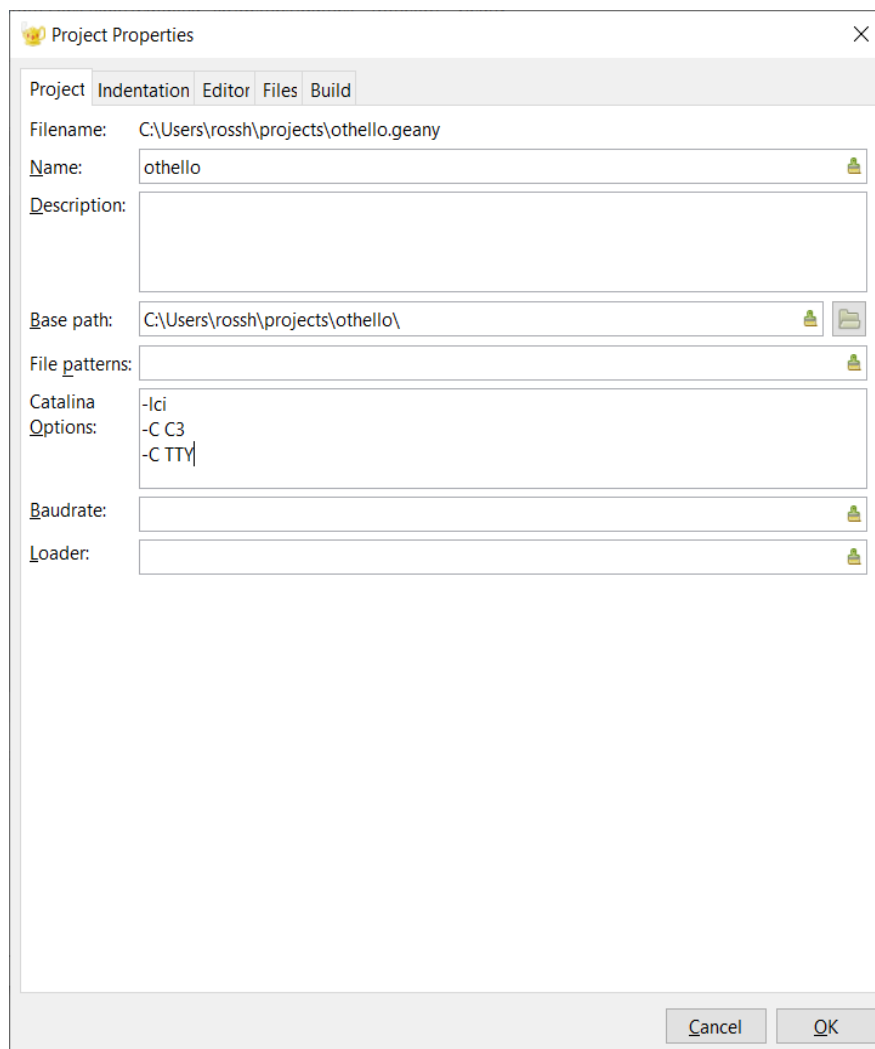 Project Properties
Project Indentation Editor Files Build
Filename: C:\Users\rossh\projects\othello.geany
Name: othello
Description:
Base path: C:\Users\rossh\projects\othello\
File patterns:
Catalina Options:
-lci
-C C3
-C TTY
Baudrate:
Loader:
Cancel OK